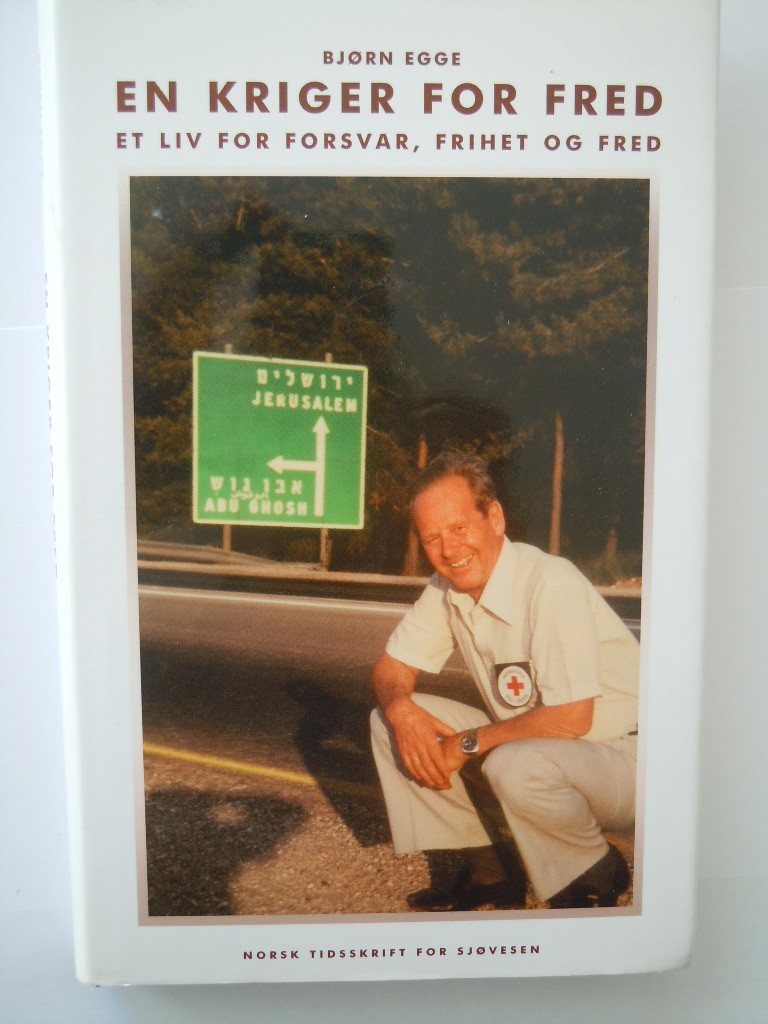 BJØRN EGGE
EN KRIGER FOR FRED
ET LIV FOR FORSVAR, FRIHET OG FRED
ירושלים
JERUSALEM
אבו גוש
ABU GHOSH
NORSK TIDSSKRIFT FOR SJØVESEN